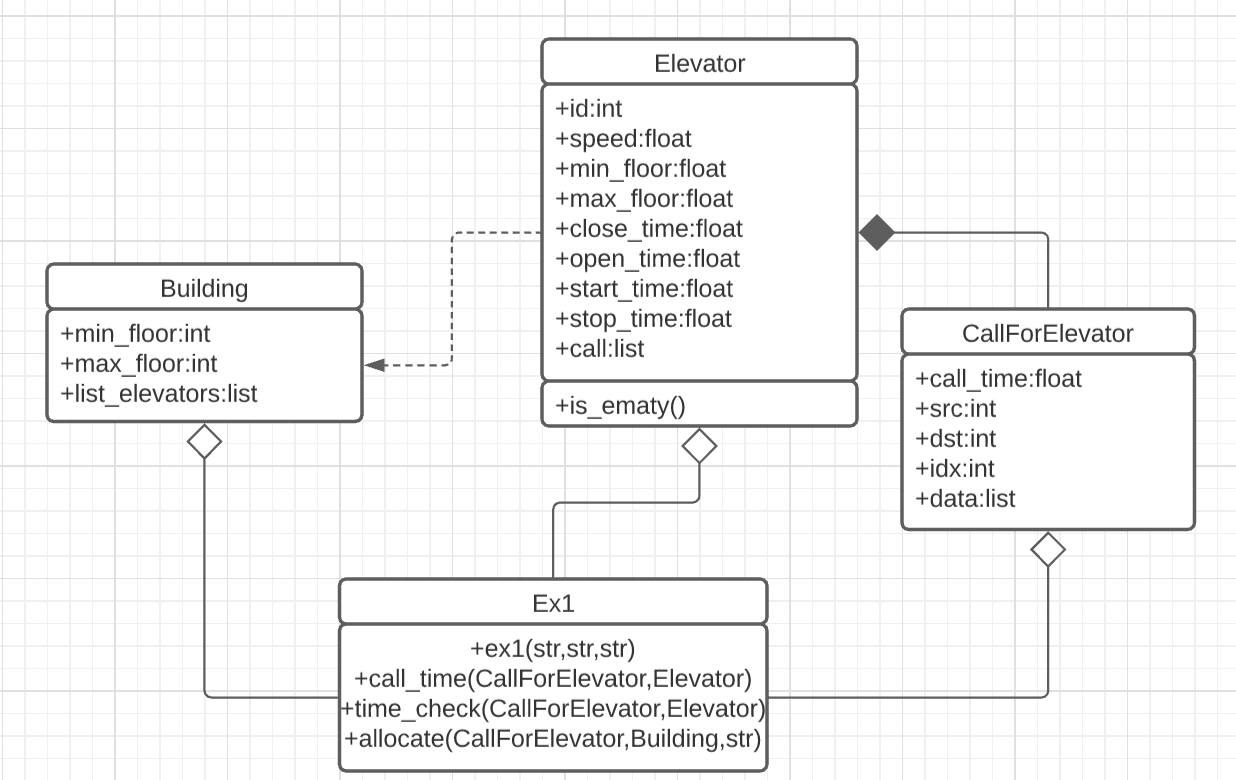 Elevator
+id:int
+speed:float
+min_floor:float
+max_floor:float
+close_time:float
+open_time:float
+start_time:float
+stop_time:float
+call:list
+is_ematy()
Building
+min_floor:int
+max_floor:int
+list_elevators:list
CallForElevator
+call_time:float
+src:int
+dst:int
+idx:int
+data:list
Ex1
+ex1(str,str,str)
+call_time(CallForElevator,Elevator)
+time_check(CallForElevator,Elevator)
+allocate(CallForElevator,Building,str)